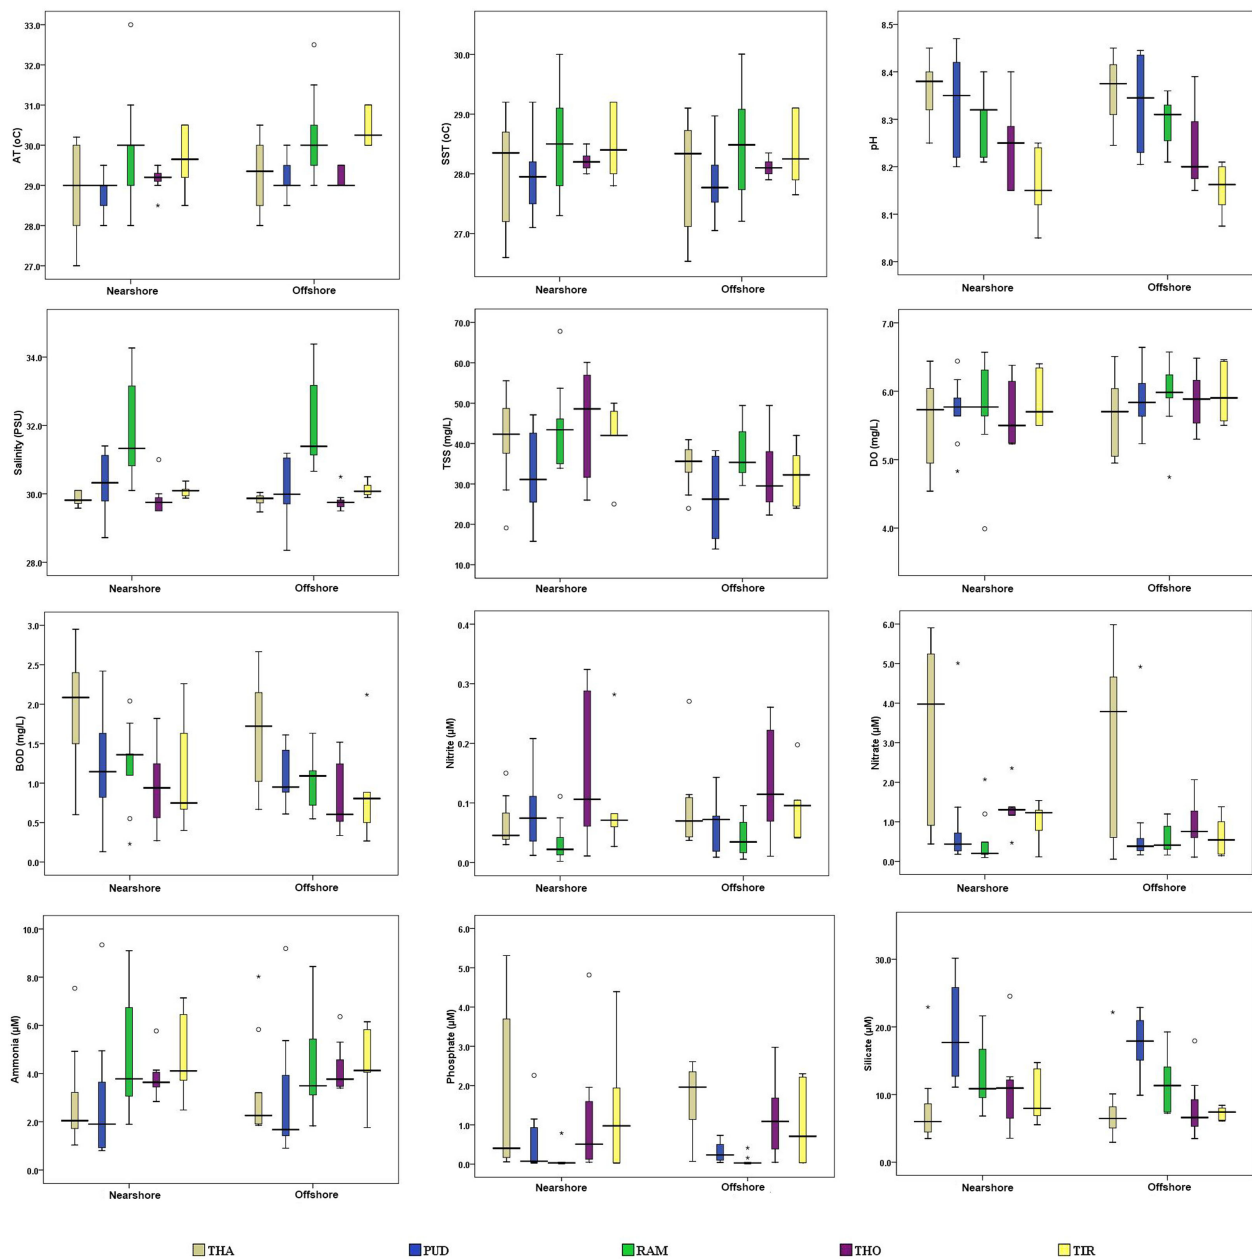 33.0
32.0
31.0
30.0
29.0
28.0
27.0
AT (oC)
Nearshore Offshore
30.0
29.0
28.0
27.0
SST (oC)
Nearshore Offshore
8.5
8.4
8.3
8.2
8.1
8.0
pH
Nearshore Offshore
34.0
32.0
30.0
28.0
Salinity (PSU)
Nearshore Offshore
70.0
60.0
50.0
40.0
30.0
20.0
10.0
TSS (mg/L)
Nearshore Offshore
7.0
6.0
5.0
4.0
DO (mg/L)
Nearshore Offshore
3.0
2.5
2.0
1.5
1.0
0.5
0.0
BOD (mg/L)
Nearshore Offshore
0.4
0.3
0.2
0.1
0.0
Nitrite (µM)
Nearshore Offshore
6.0
5.0
4.0
3.0
2.0
1.0
0.0
Nitrate (µM)
Nearshore Offshore
10.0
8.0
6.0
4.0
2.0
0.0
Ammonia (µM)
Nearshore Offshore
6.0
5.0
4.0
3.0
2.0
1.0
0.0
Phosphate (µM)
Nearshore Offshore
30.0
20.0
10.0
0.0
Silicate (µM)
Nearshore Offshore
THA PUD RAM THO TIR